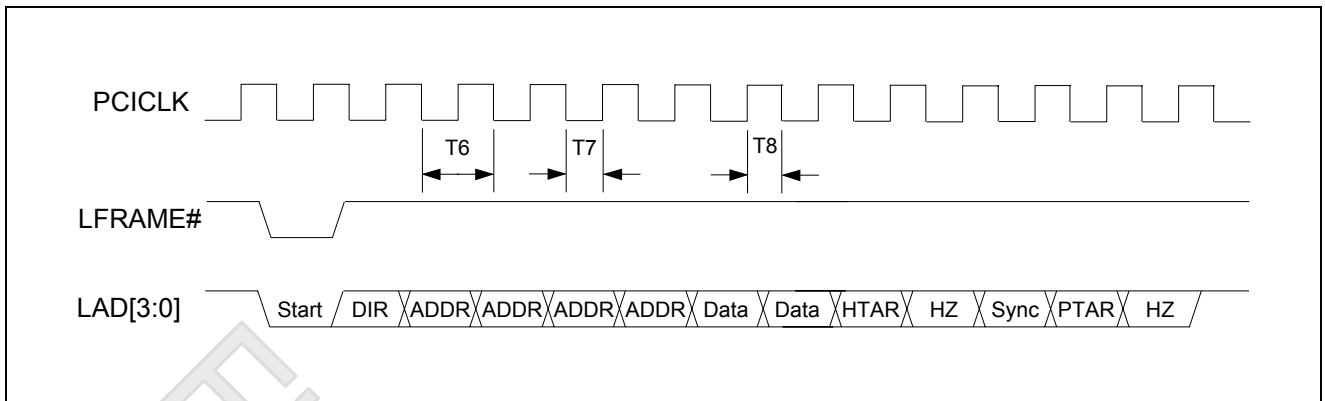 PCICLK
T6 T7 T8
LFRAME#
LAD[3:0] Start DIR ADDR ADDR ADDR ADDR Data Data HTAR HZ Sync PTAR HZ